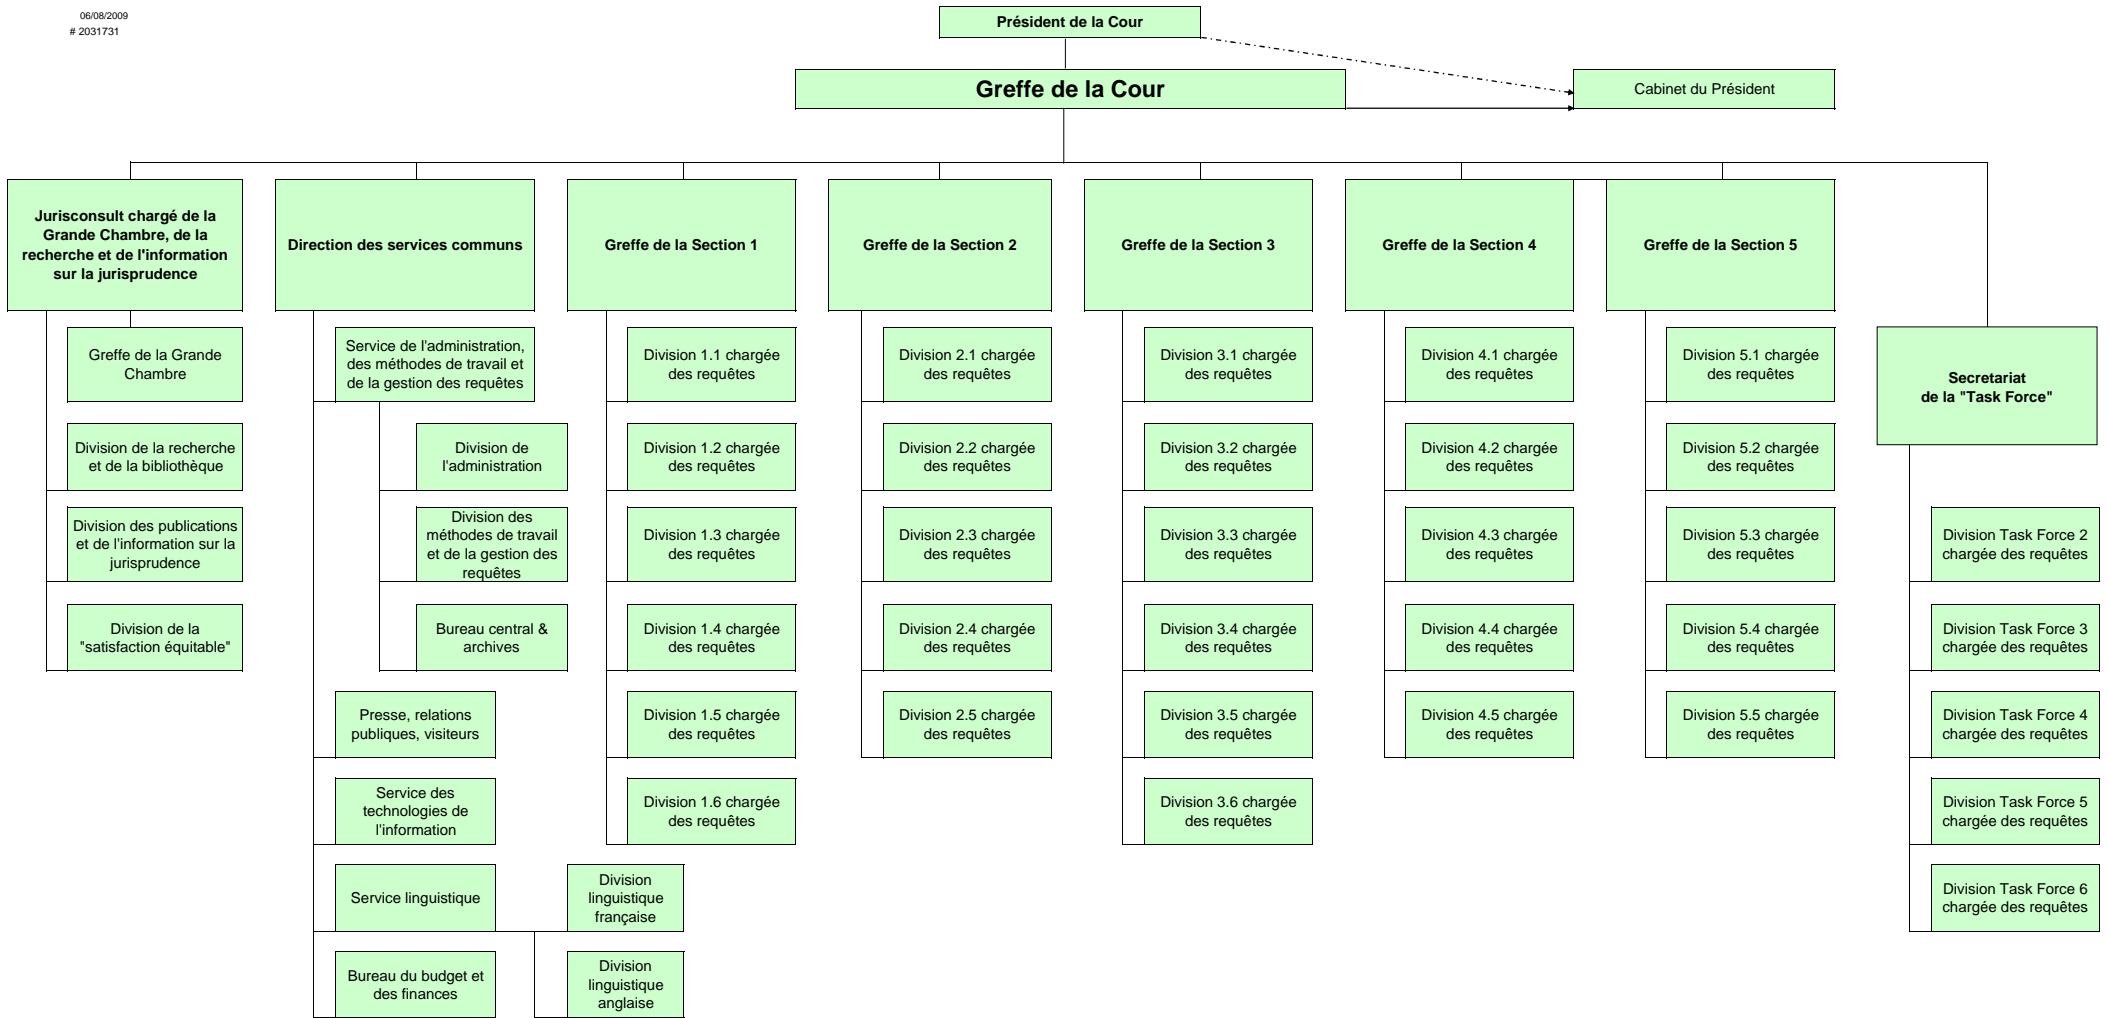 06/08/2009
# 2031731
Président de la Cour
Greffe de la Cour
Cabinet du Président
Jurisconsult chargé de la
Grande Chambre, de la
recherche et de l'information
sur la jurisprudence
Greffe de la Grande
Chambre
Division de la recherche
et de la bibliothèque
Division des publications
et de l'information sur la
jurisprudence
Division de la
"satisfaction équitable"
Direction des services communs
Service de l'administration,
des méthodes de travail et
de la gestion des requêtes
Division de
l'administration
Division des
méthodes de travail
et de la gestion des
requêtes
Bureau central &
archives
Presse, relations
publiques, visiteurs
Service des
technologies de
l'information
Service linguistique
Division
linguistique
française
Division
linguistique
anglaise
Bureau du budget et
des finances
Greffe de la Section 1
Division 1.1 chargée
des requêtes
Division 1.2 chargée
des requêtes
Division 1.3 chargée
des requêtes
Division 1.4 chargée
des requêtes
Division 1.5 chargée
des requêtes
Division 1.6 chargée
des requêtes
Greffe de la Section 2
Division 2.1 chargée
des requêtes
Division 2.2 chargée
des requêtes
Division 2.3 chargée
des requêtes
Division 2.4 chargée
des requêtes
Division 2.5 chargée
des requêtes
Greffe de la Section 3
Division 3.1 chargée
des requêtes
Division 3.2 chargée
des requêtes
Division 3.3 chargée
des requêtes
Division 3.4 chargée
des requêtes
Division 3.5 chargée
des requêtes
Division 3.6 chargée
des requêtes
Greffe de la Section 4
Division 4.1 chargée
des requêtes
Division 4.2 chargée
des requêtes
Division 4.3 chargée
des requêtes
Division 4.4 chargée
des requêtes
Division 4.5 chargée
des requêtes
Greffe de la Section 5
Division 5.1 chargée
des requêtes
Division 5.2 chargée
des requêtes
Division 5.3 chargée
des requêtes
Division 5.4 chargée
des requêtes
Division 5.5 chargée
des requêtes
Secretariat
de la "Task Force"
Division Task Force 2
chargée des requêtes
Division Task Force 3
chargée des requêtes
Division Task Force 4
chargée des requêtes
Division Task Force 5
chargée des requêtes
Division Task Force 6
chargée des requêtes